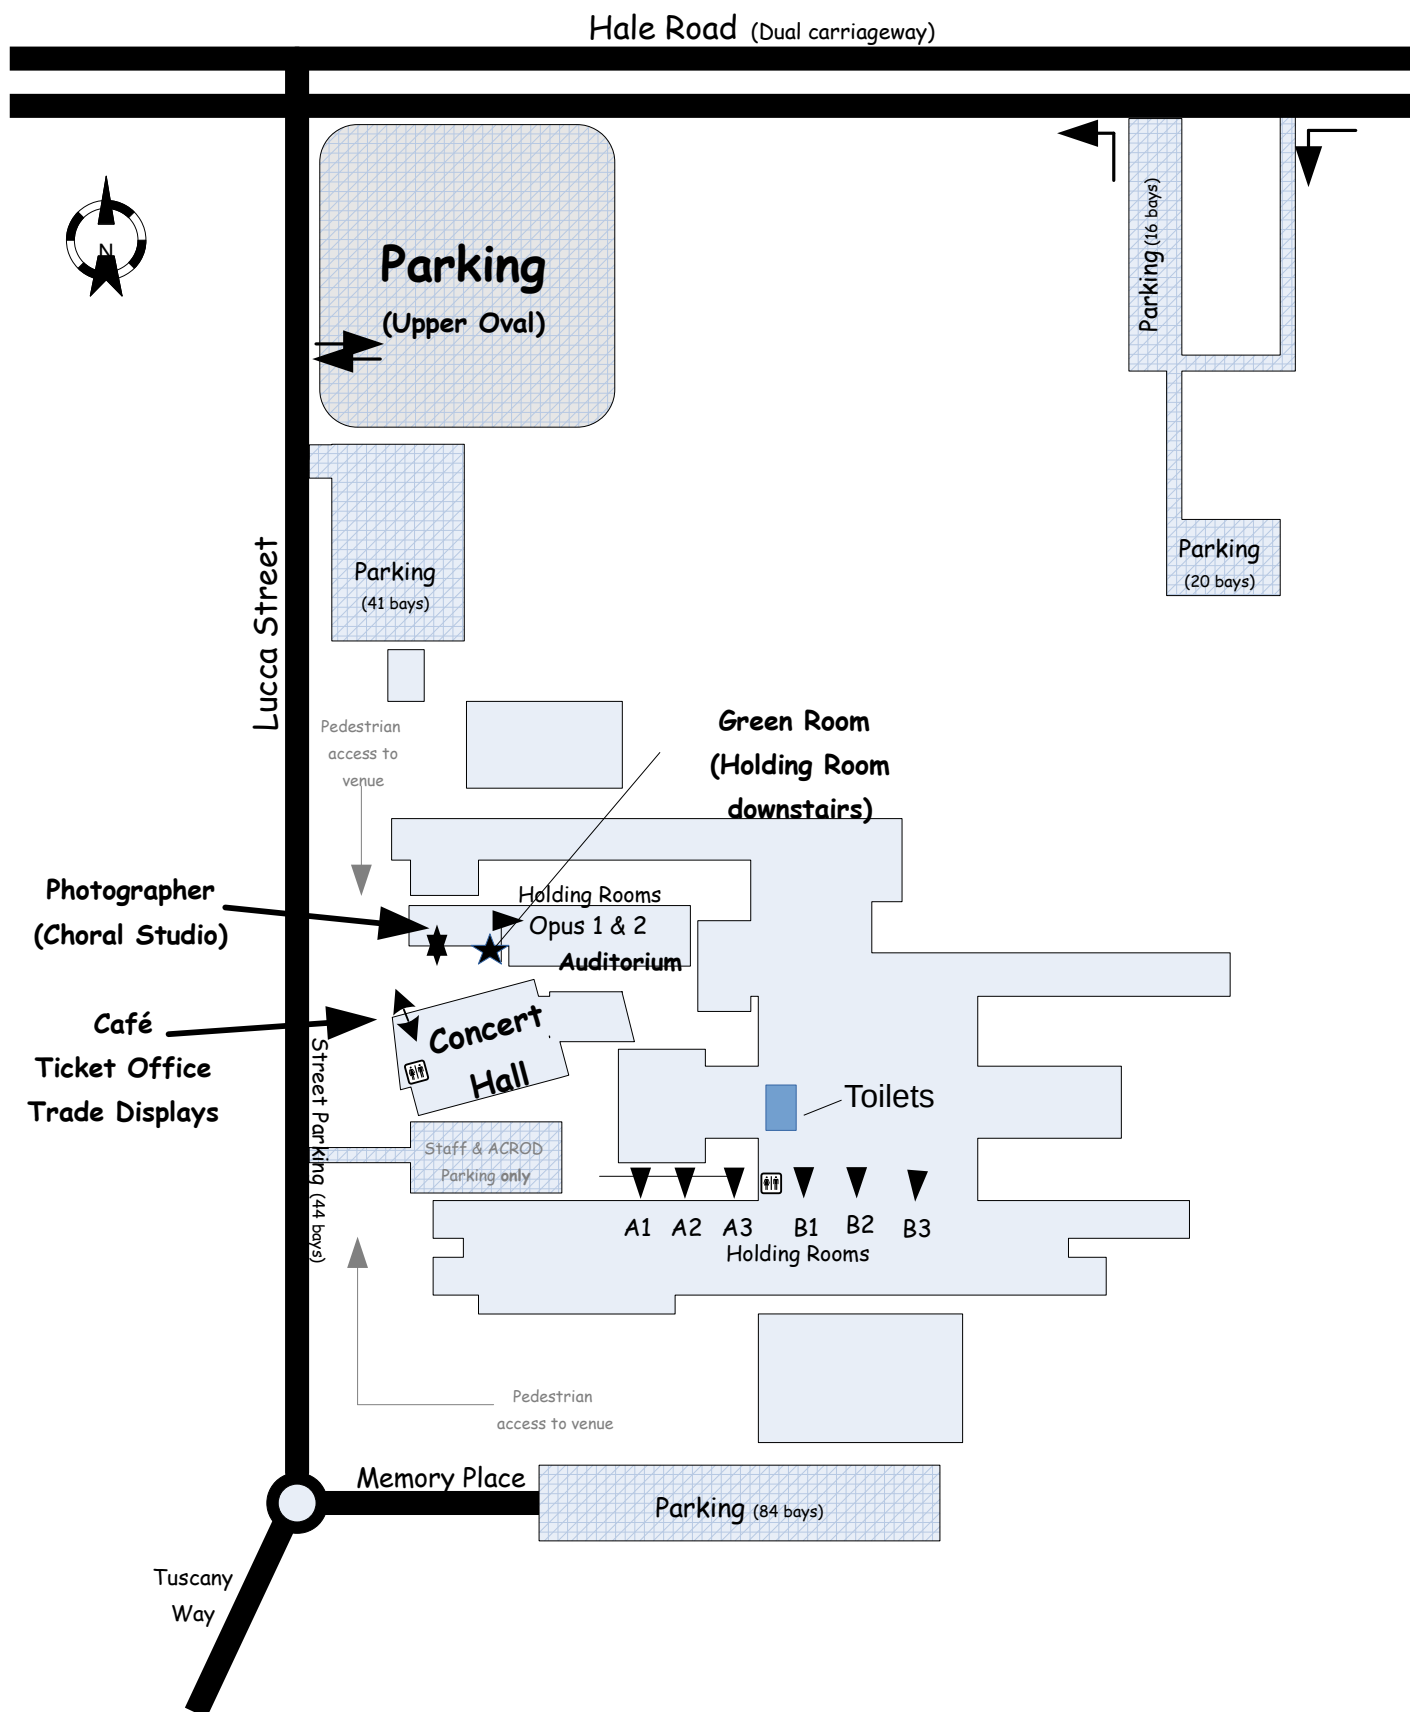 Hale Road (Dual carriageway)
N
Parking
(Upper Oval)
Parking (16 bays)
Parking
(20 bays)
Parking
(41 bays)
Lucca Street
Pedestrian
access to
venue
Green Room
(Holding Room
downstairs)
Photographer
(Choral Studio)
Holding Rooms
Opus 1 & 2
Auditorium
Café
Ticket Office
Trade Displays
Concert
Hall
Street Parking (44 bays)
Toilets
Staff & ACROD
Parking only
A1 A2 A3 B1 B2 B3
Holding Rooms
Pedestrian
access to venue
Memory Place
Parking (84 bays)
Tuscany
Way